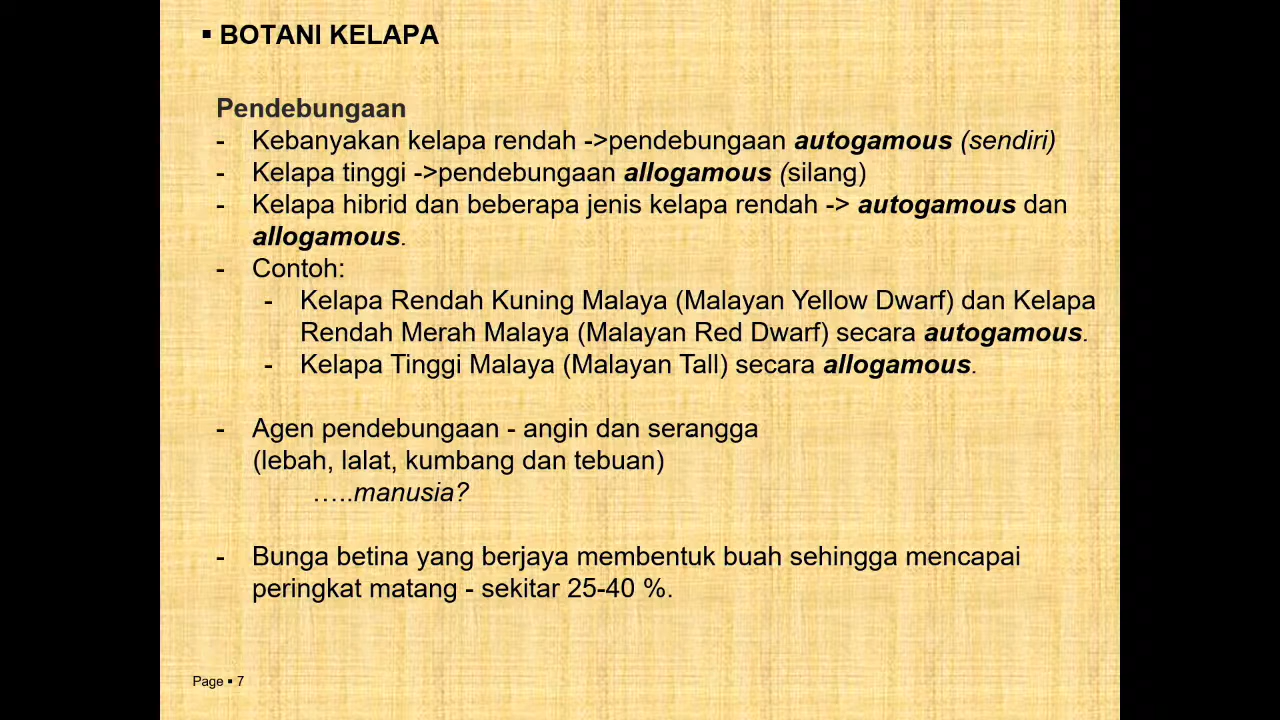 ▪ BOTANI KELAPA
Pendebungaan
- Kebanyakan kelapa rendah ->pendebungaan autogamous (sendiri)
- Kelapa tinggi ->pendebungaan allogamous (silang)
- Kelapa hibrid dan beberapa jenis kelapa rendah -> autogamous dan
allogamous.
- Contoh:
- Kelapa Rendah Kuning Malaya (Malayan Yellow Dwarf) dan Kelapa
Rendah Merah Malaya (Malayan Red Dwarf) secara autogamous.
- Kelapa Tinggi Malaya (Malayan Tall) secara allogamous.
- Agen pendebungaan - angin dan serangga
(lebah, lalat, kumbang dan tebuan)
…..manusia?
- Bunga betina yang berjaya membentuk buah sehingga mencapai
peringkat matang - sekitar 25-40 %.
Page ▪ 7